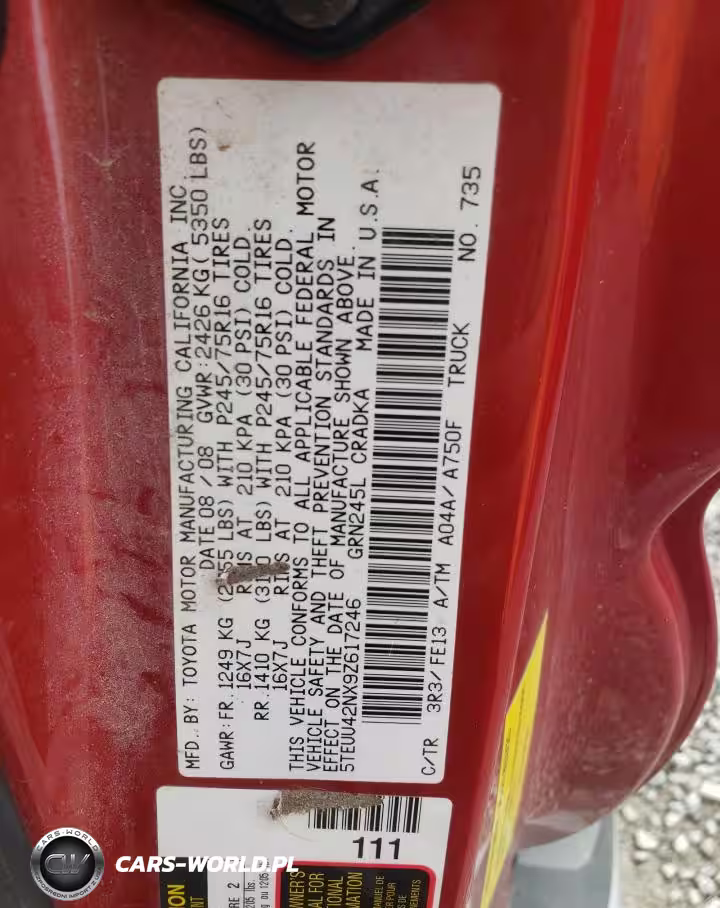 MFD. BY: TOYOTA MOTOR MANUFACTURING CALIFORNIA INC.
DATE 08 / 08 GVWR: 2426 KG ( 5350 LBS)
GAWR: FR. 1249 KG (2755 LBS) WITH P245/75R16 TIRES
16X7J RIMS AT 210 KPA (30 PSI) COLD.
RR. 1410 KG (3110 LBS) WITH P245/75R16 TIRES
16X7J RIMS AT 210 KPA (30 PSI) COLD.
THIS VEHICLE CONFORMS TO ALL APPLICABLE FEDERAL MOTOR
VEHICLE SAFETY AND THEFT PREVENTION STANDARDS IN
EFFECT ON THE DATE OF MANUFACTURE SHOWN ABOVE.
5TEUU42NX9Z617246 GRN245L CRADKA MADE IN U.S.A.
C/TR 3R3/ FE13 A/TM A04A/ A750F TRUCK NO. 735
111
CARS-WORLD.PL
CARS-WORLD
CW